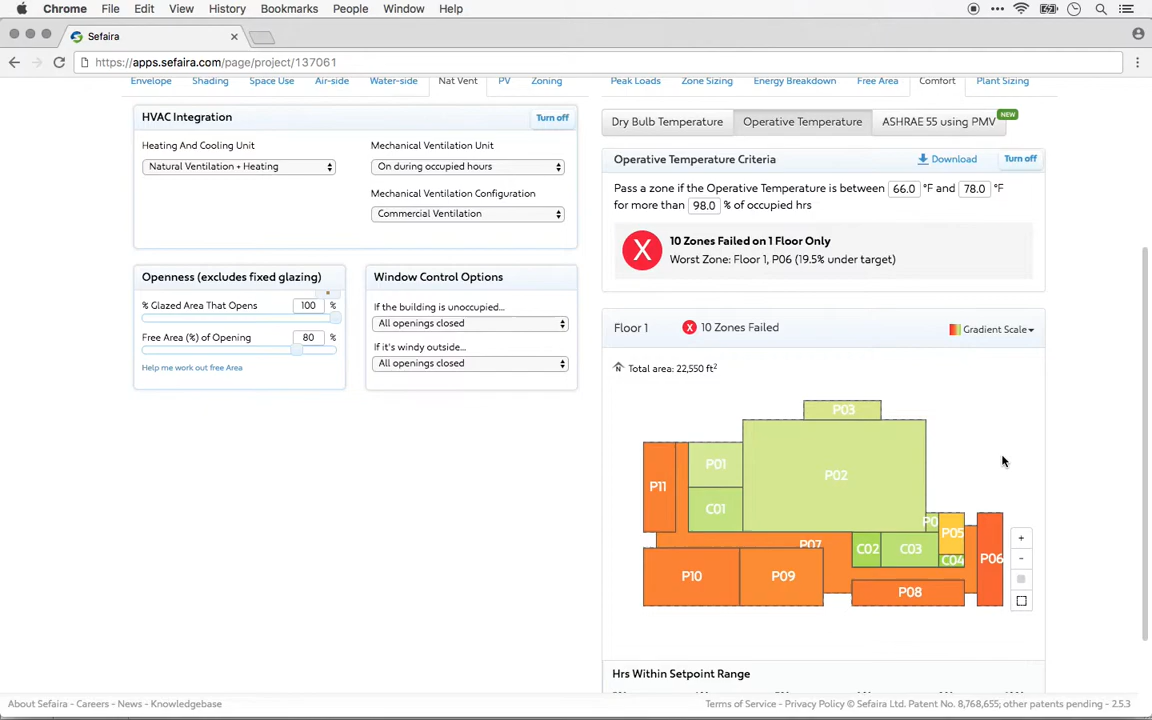 Chrome File Edit View History Bookmarks People Window Help
Sefaira
https://apps.sefaira.com/page/project/137061
Envelope Shading Space Use Air-side Water-side Nat Vent PV Zoning
Peak Loads Zone Sizing Energy Breakdown Free Area Comfort Plant Sizing
HVAC Integration Turn off
Heating And Cooling Unit
Natural Ventilation + Heating
Mechanical Ventilation Unit
On during occupied hours
Mechanical Ventilation Configuration
Commercial Ventilation
Openness (excludes fixed glazing)
% Glazed Area That Opens 100 %
Free Area (%) of Opening 80 %
Help me work out free Area
Window Control Options
If the building is unoccupied...
All openings closed
If it's windy outside...
All openings closed
Dry Bulb Temperature Operative Temperature ASHRAE 55 using PMV NEW
Operative Temperature Criteria Download Turn off
Pass a zone if the Operative Temperature is between 66.0 °F and 78.0 °F
for more than 98.0 % of occupied hrs
X
10 Zones Failed on 1 Floor Only
Worst Zone: Floor 1, P06 (19.5% under target)
Floor 1 X 10 Zones Failed Gradient Scale
Total area: 22,550 ft²
P03
P01
P02
P11
C01
P0
P05
P07
C02
C03
C04
P06
P10
P09
P08
+
-
Hrs Within Setpoint Range
About Sefaira - Careers - News - Knowledgebase
Terms of Service - Privacy Policy © Sefaira Ltd. Patent No. 8,768,655; other patents pending - 2.5.3